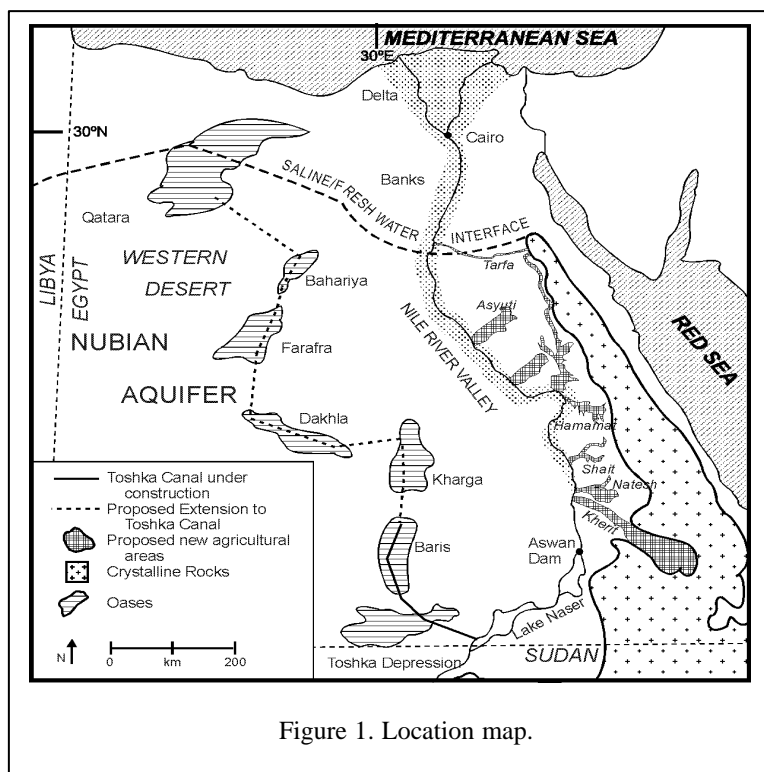 MEDITERRANEAN SEA
30ºE
Delta
30ºN
Cairo
Banks
SALINE/FRESH WATER INTERFACE
Qatara
Tarfa
WESTERN
DESERT
LIBYA
EGYPT
Bahariya
Asyuti
NILE RIVER VALLEY
RED SEA
NUBIAN
Farafra
AQUIFER
Dakhla
Hamamat
Kharga
Shait
Natesh
Kherit
Baris
Aswan
Dam
Lake Naser
Toshka Depression
SUDAN
Toshka Canal under
construction
Proposed Extension to
Toshka Canal
Proposed new agricultural
areas
Crystalline Rocks
Oases
N
0 km 200
Figure 1. Location map.